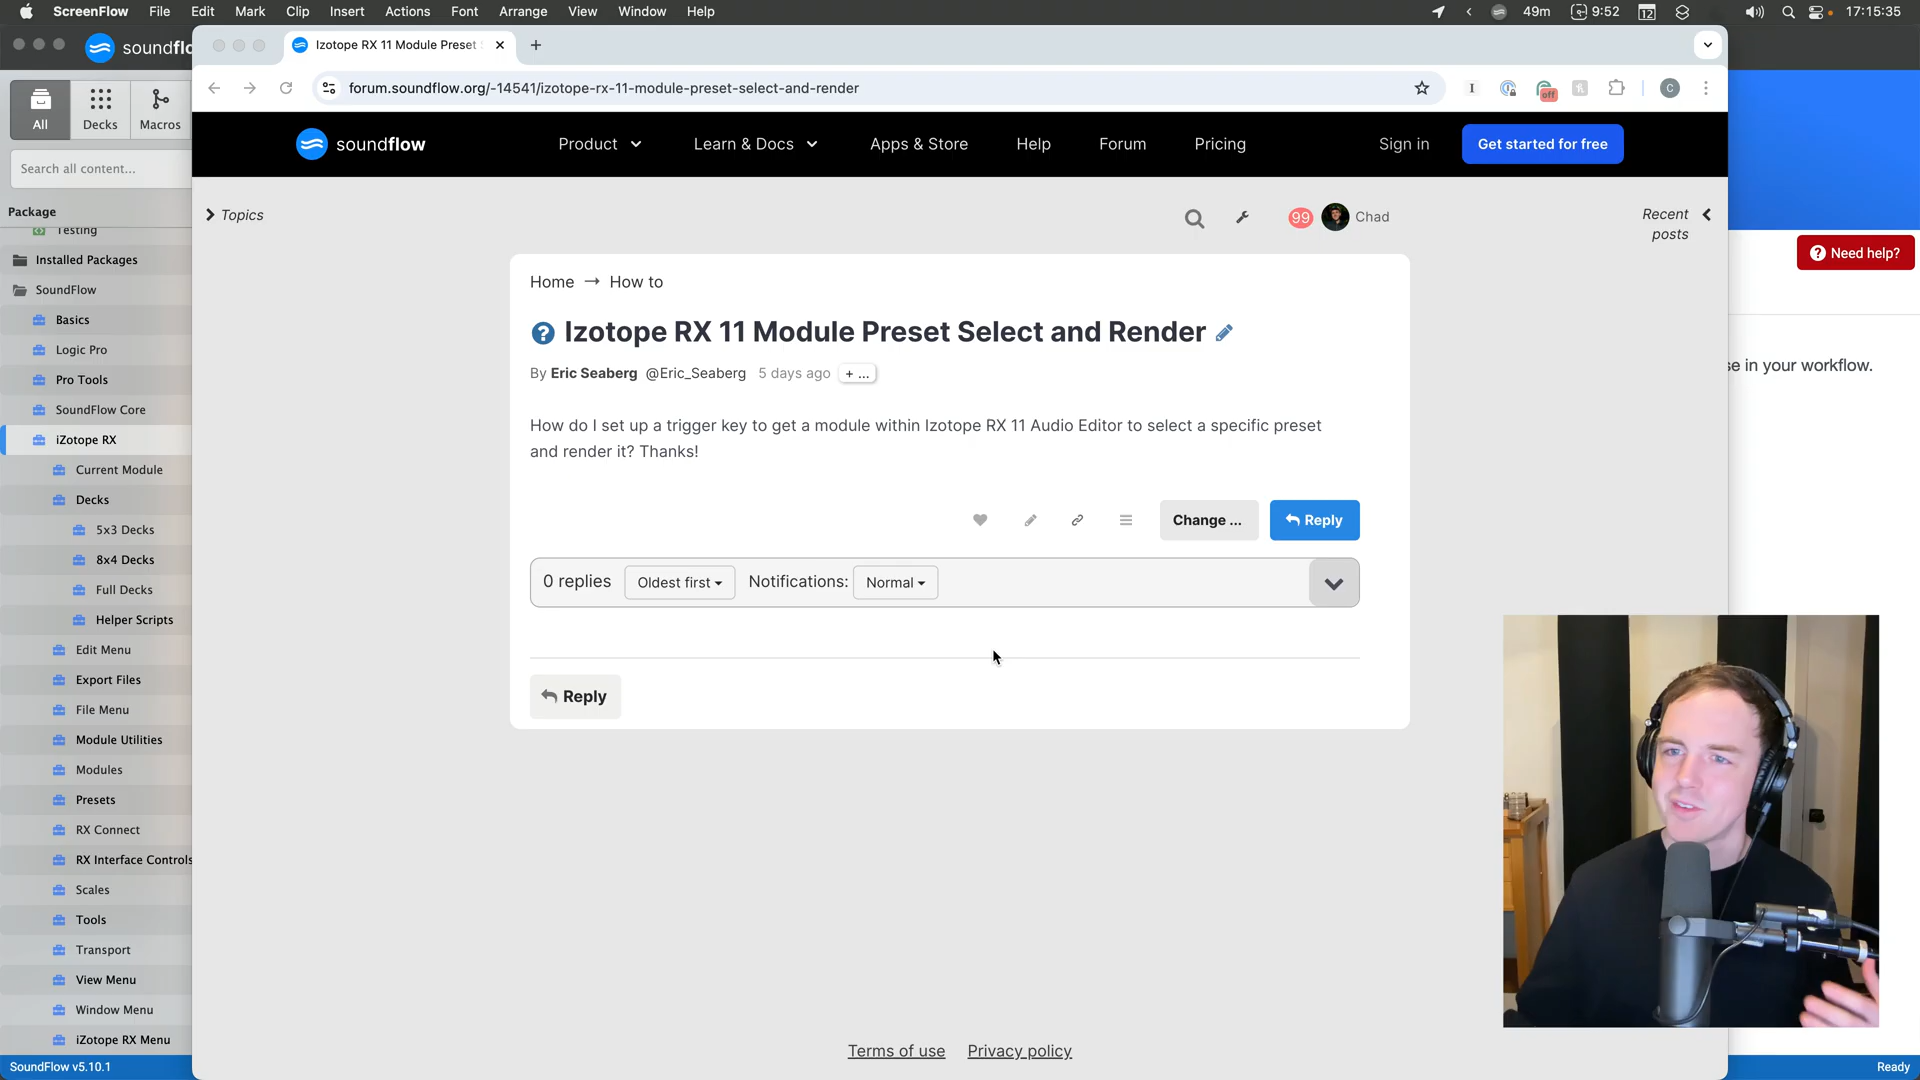 ScreenFlow File Edit Mark Clip Insert Actions Font Arrange View Window Help 49m 9:52 12 17:15:35
soundflo
Izotope RX 11 Module Preset S
forum.soundflow.org/-14541/izotope-rx-11-module-preset-select-and-render
off
C
All Decks Macros
Search all content...
soundflow Product Learn & Docs Apps & Store Help Forum Pricing Sign in Get started for free
Package
Testing
Installed Packages
SoundFlow
Basics
Logic Pro
Pro Tools
SoundFlow Core
iZotope RX
Current Module
Decks
5x3 Decks
8x4 Decks
Full Decks
Helper Scripts
Edit Menu
Export Files
File Menu
Module Utilities
Modules
Presets
RX Connect
RX Interface Controls
Scales
Tools
Transport
View Menu
Window Menu
iZotope RX Menu
SoundFlow v5.10.1
Topics
99 Chad
Recent
posts
Home → How to
Izotope RX 11 Module Preset Select and Render
By Eric Seaberg @Eric_Seaberg 5 days ago + ...
How do I set up a trigger key to get a module within Izotope RX 11 Audio Editor to select a specific preset
and render it? Thanks!
Change ... Reply
0 replies Oldest first Notifications: Normal
Reply
Terms of use Privacy policy
Need help?
se in your workflow.
Ready